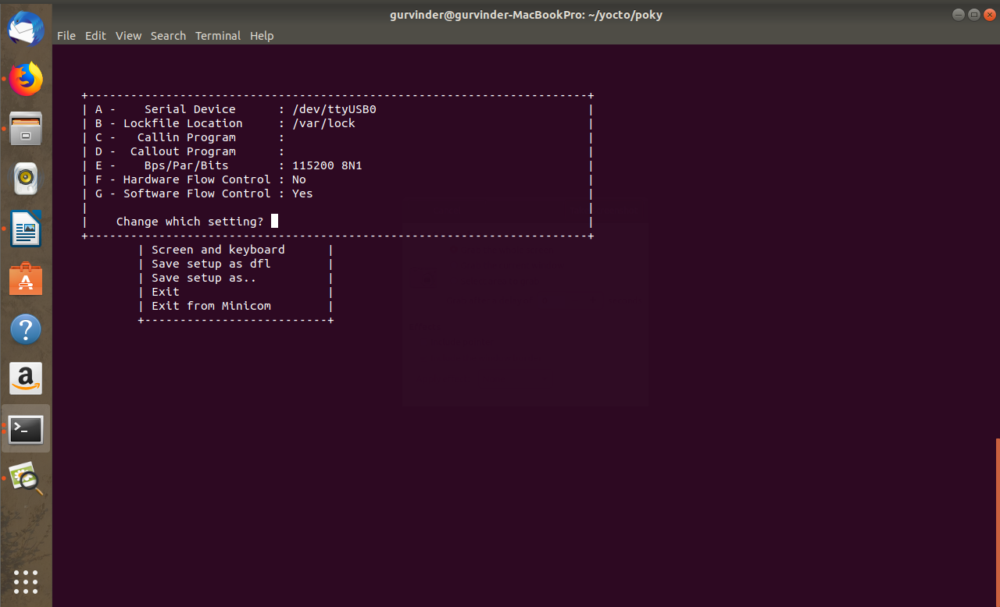 gurvinder@gurvinder-MacBookPro: ~/yocto/poky
File Edit View Search Terminal Help
+-----------------------------------------------------------------------+
| A -    Serial Device      : /dev/ttyUSB0                              |
| B - Lockfile Location     : /var/lock                                 |
| C -   Callin Program      :                                           |
| D -  Callout Program      :                                           |
| E -    Bps/Par/Bits       : 115200 8N1                                |
| F - Hardware Flow Control : No                                        |
| G - Software Flow Control : Yes                                       |
|                                                                       |
|    Change which setting?                                              |
+-----------------------------------------------------------------------+
| Screen and keyboard      |
| Save setup as dfl        |
| Save setup as..          |
| Exit                     |
| Exit from Minicom        |
+--------------------------+